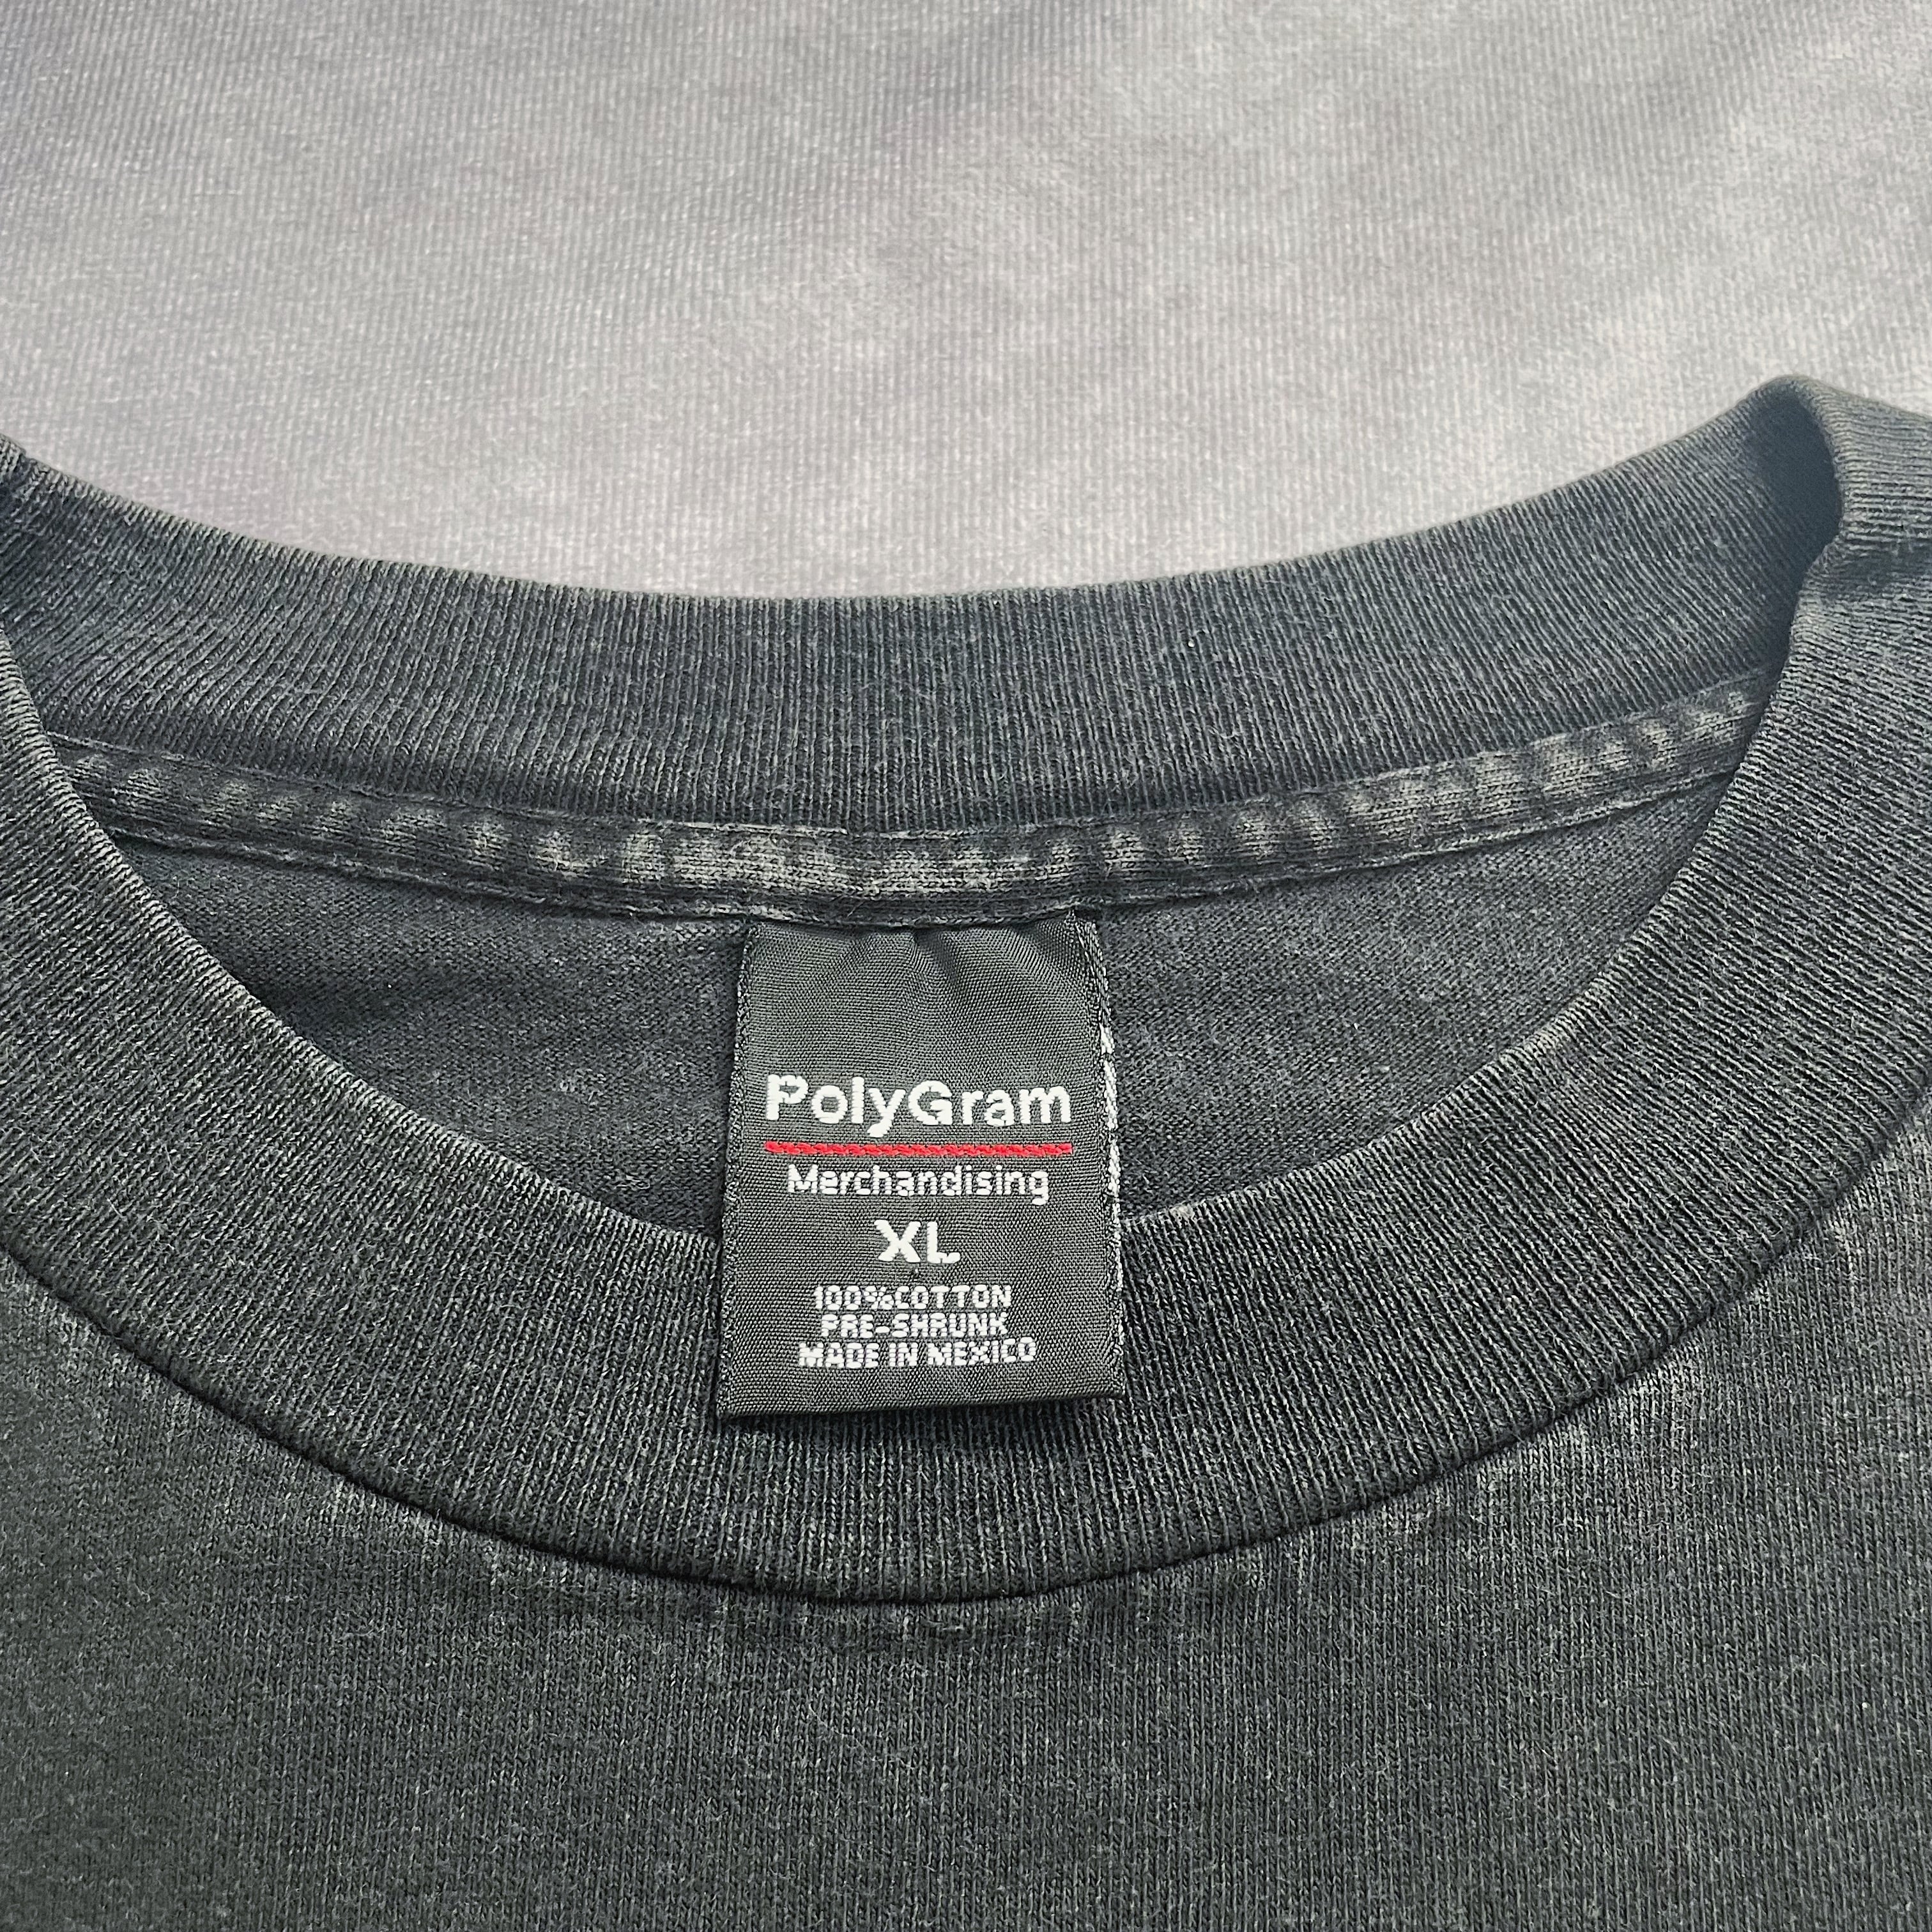 PolyGram
Merchandising
XL
100%COTTON
PRE-SHRUNK
MADE IN MEXICO